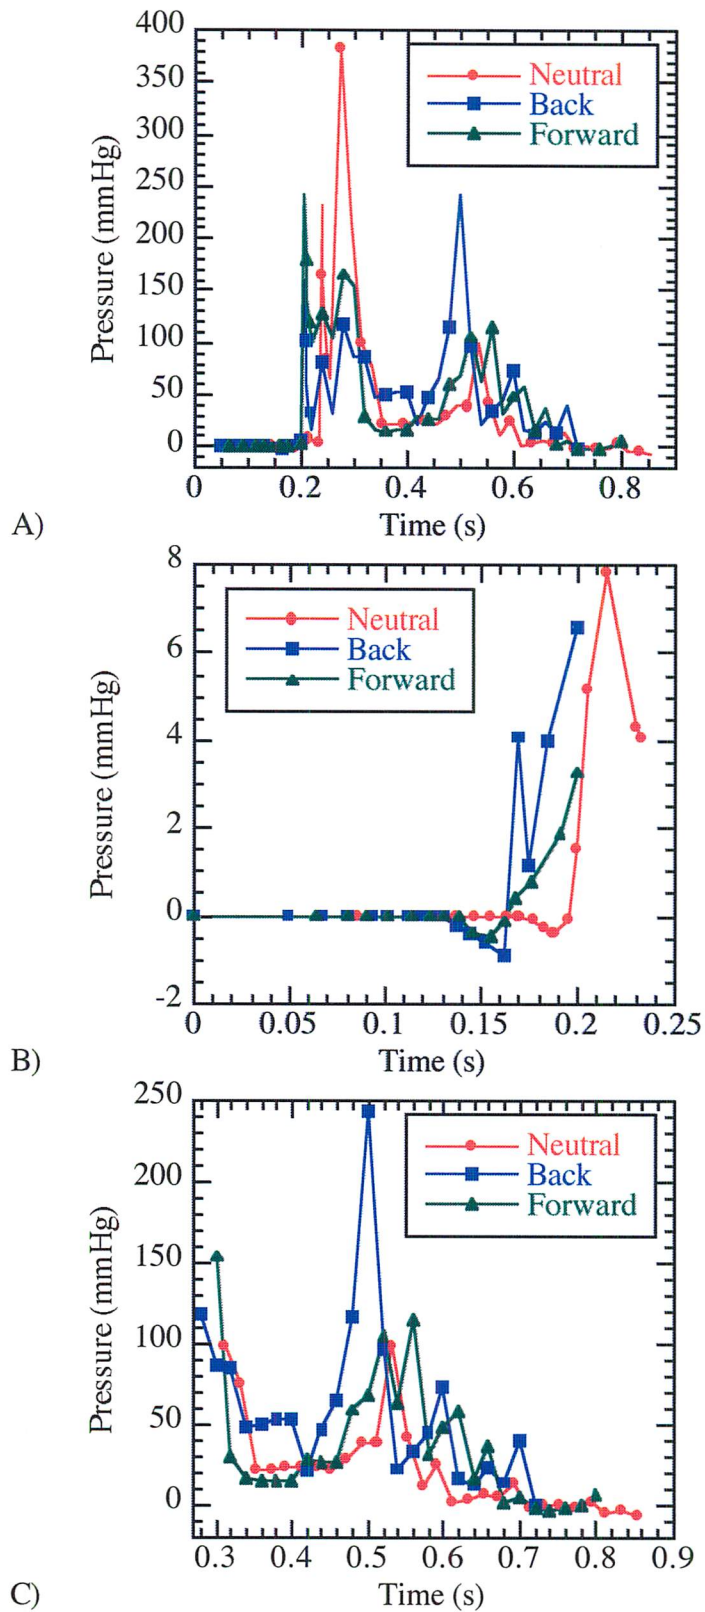 A)
Pressure (mmHg)
400
350
300
250
200
150
100
50
0
Neutral
Back
Forward
0.2
0.4
0.6
0.8
Time (s)
B)
Pressure (mmHg)
8
6
4
2
0
-2
Neutral
Back
Forward
0
0.05
0.1
0.15
0.2
0.25
Time (s)
C)
Pressure (mmHg)
250
200
150
100
50
0
Neutral
Back
Forward
0.3
0.4
0.5
0.6
0.7
0.8
0.9
Time (s)